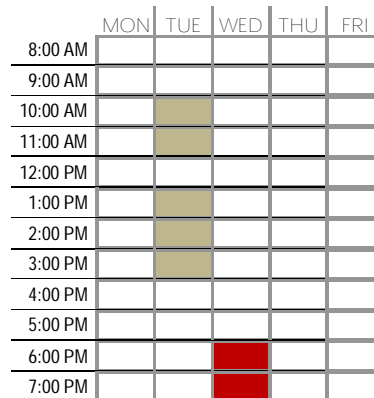 MON TUE WED THU FRI
8:00 AM
9:00 AM
10:00 AM
11:00 AM
12:00 PM
1:00 PM
2:00 PM
3:00 PM
4:00 PM
5:00 PM
6:00 PM
7:00 PM